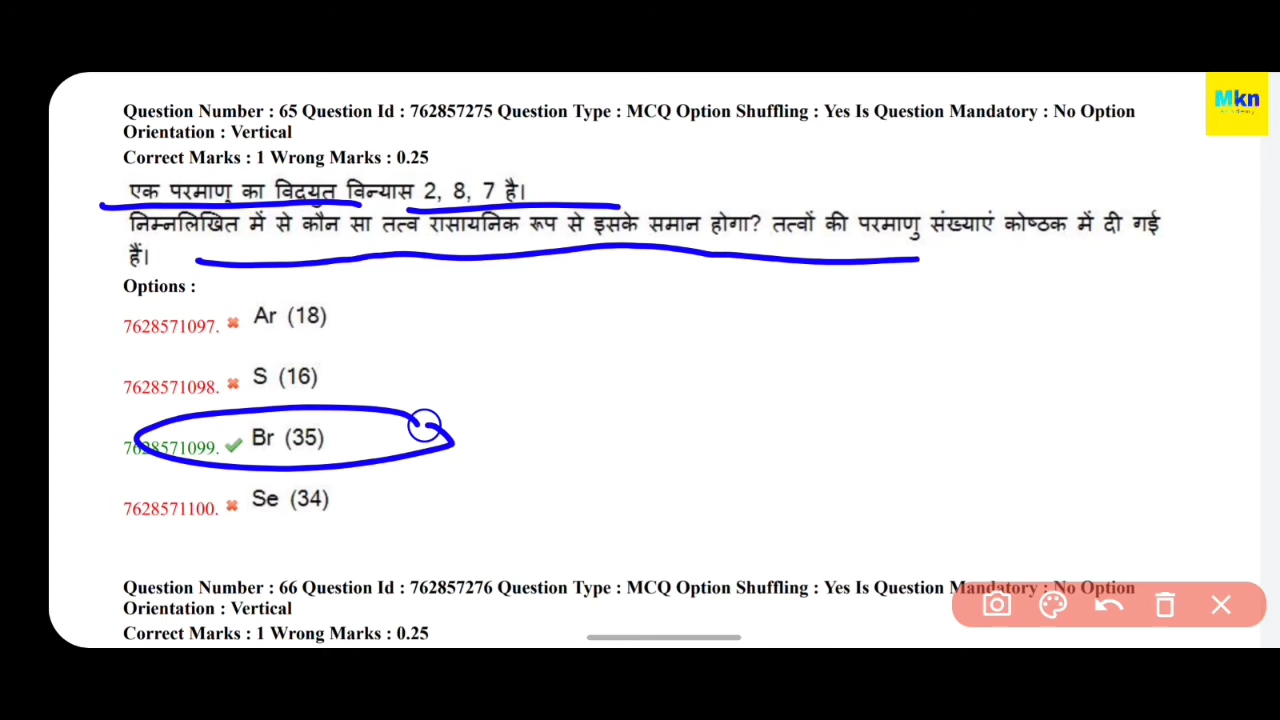 Mkn
Question Number : 65 Question Id : 762857275 Question Type : MCQ Option Shuffling : Yes Is Question Mandatory : No Option
Orientation : Vertical
Correct Marks : 1 Wrong Marks : 0.25
एक परमाणु का विद्युत विन्यास 2, 8, 7 है।
निम्नलिखित में से कौन सा तत्व रासायनिक रूप से इसके समान होगा? तत्वों की परमाणु संख्याएं कोष्ठक में दी गई
हैं।
Options :
7628571097. Ar (18)
7628571098. S (16)
7628571099. Br (35)
7628571100. Se (34)
Question Number : 66 Question Id : 762857276 Question Type : MCQ Option Shuffling : Yes Is Question Mandatory : No Option
Orientation : Vertical
Correct Marks : 1 Wrong Marks : 0.25